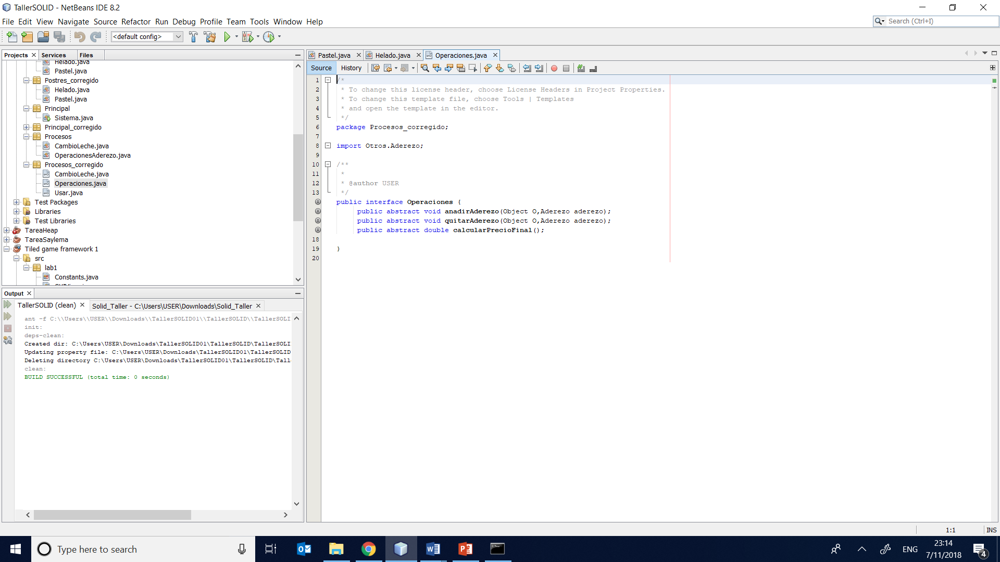 TallerSOLID - NetBeans IDE 8.2
File Edit View Navigate Source Refactor Run Debug Profile Team Tools Window Help
Search (Ctrl+I)
<default config>
Projects Services Files
Helado.java
Pastel.java
Postres_corregido
Helado.java
Pastel.java
Principal
Sistema.java
Principal_corregido
Procesos
CambioLeche.java
OperacionesAderezo.java
Procesos_corregido
CambioLeche.java
Operaciones.java
Usar.java
Test Packages
Libraries
Test Libraries
TareaHeap
TareaSaylema
Tiled game framework 1
src
lab1
Constants.java
Output
TallerSOLID (clean) Solid_Taller - C:\Users\USER\Downloads\Solid_Taller
ant -f C:\\Users\\USER\\Downloads\\TallerSOLID01\\TallerSOLID\\TallerSOLI
init:
deps-clean:
Created dir: C:\Users\USER\Downloads\TallerSOLID01\TallerSOLID\TallerSOLI
Updating property file: C:\Users\USER\Downloads\TallerSOLID01\TallerSOLID
Deleting directory C:\Users\USER\Downloads\TallerSOLID01\TallerSOLID\Tall
clean:
BUILD SUCCESSFUL (total time: 0 seconds)
Pastel.java Helado.java Operaciones.java
Source History
1 /*
2 * To change this license header, choose License Headers in Project Properties.
3 * To change this template file, choose Tools | Templates
4 * and open the template in the editor.
5 */
6 package Procesos_corregido;
7
8 import Otros.Aderezo;
9
10 /**
11 *
12 * @author USER
13 */
public interface Operaciones {
public abstract void anadirAderezo(Object O,Aderezo aderezo);
public abstract void quitarAderezo(Object O,Aderezo aderezo);
public abstract double calcularPrecioFinal();
18
19 }
20
1:1 INS
Type here to search
ENG
23:14
7/11/2018
4